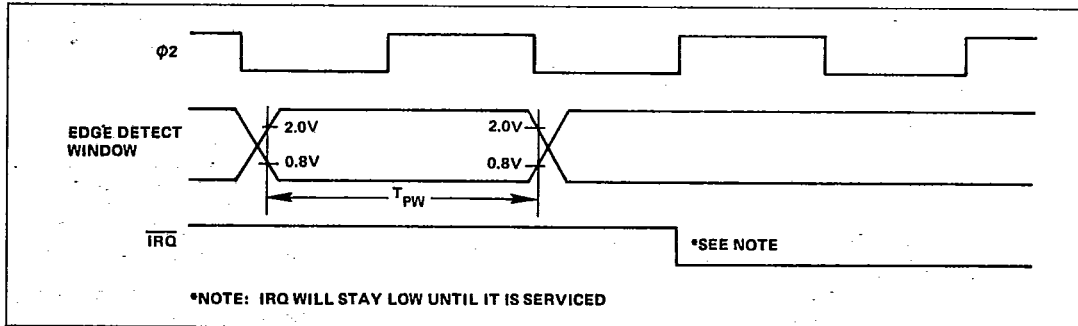 φ2
EDGE DETECT
WINDOW
2.0V
2.0V
0.8V
0.8V
TPW
IRQ
*SEE NOTE
*NOTE: IRQ WILL STAY LOW UNTIL IT IS SERVICED